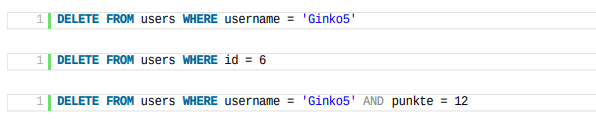 1 DELETE FROM users WHERE username = 'Ginko5'
1 DELETE FROM users WHERE id = 6
1 DELETE FROM users WHERE username = 'Ginko5' AND punkte = 12